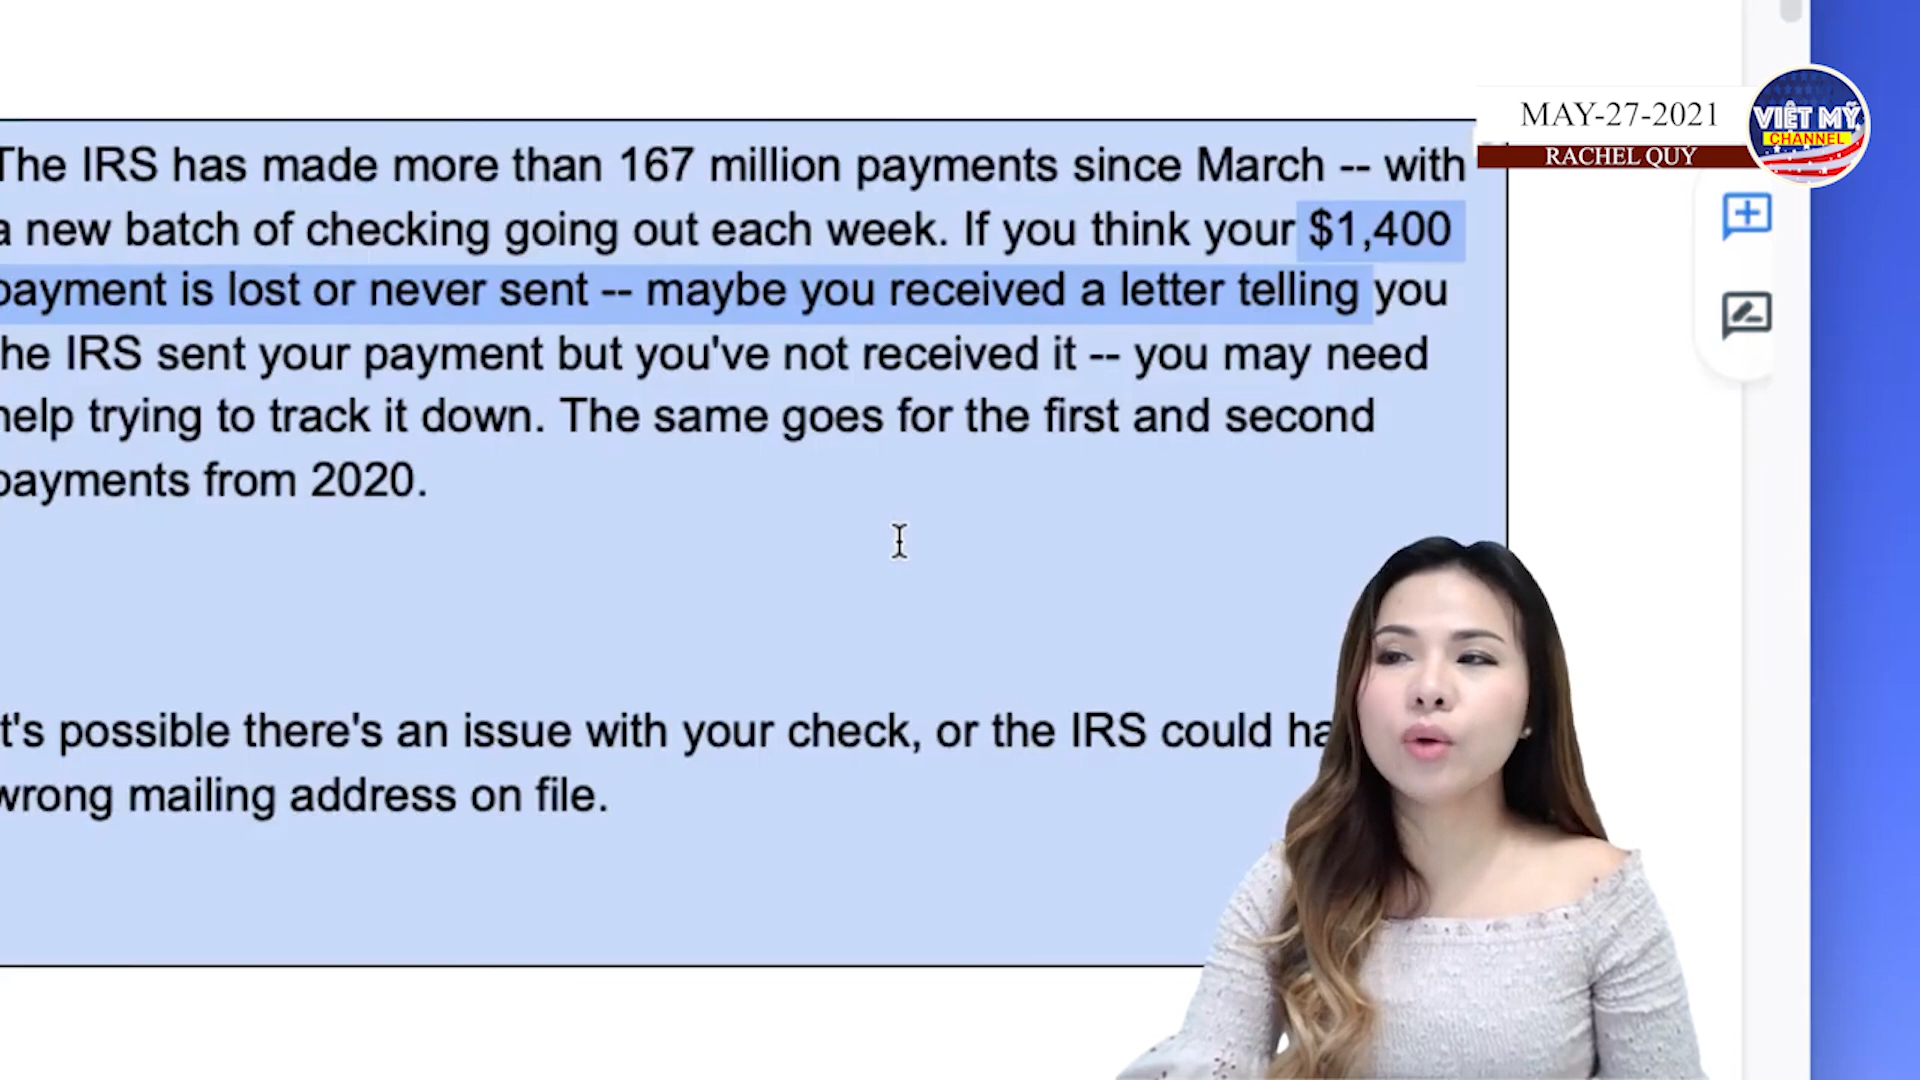 MAY-27-2021
RACHEL QUY
VIỆT MỸ
CHANNEL
The IRS has made more than 167 million payments since March -- with
a new batch of checking going out each week. If you think your $1,400
payment is lost or never sent -- maybe you received a letter telling you
the IRS sent your payment but you've not received it -- you may need
help trying to track it down. The same goes for the first and second
payments from 2020.
It's possible there's an issue with your check, or the IRS could ha
wrong mailing address on file.